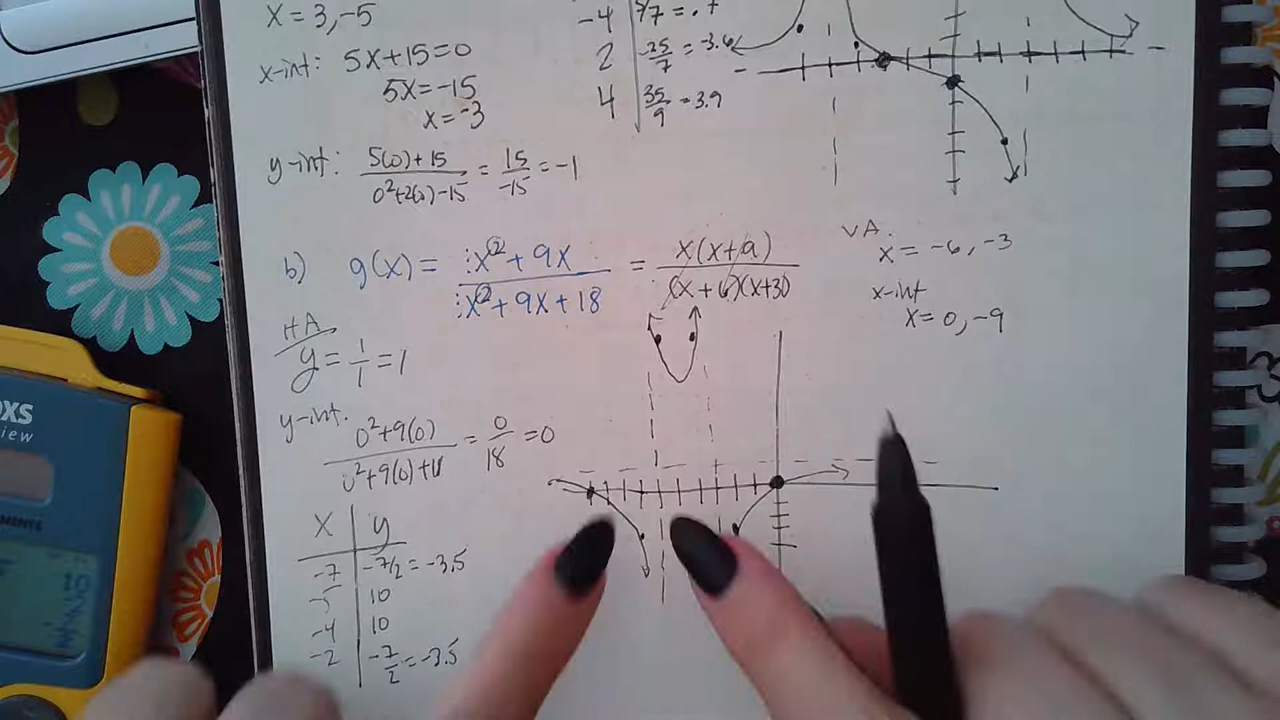 x = 3, -5
x-int: 5x+15=0
5x=-15
x=-3
y-int: 5(0)+15 / 0²+2(0)-15 = 15/-15 = -1
-4 | 5/7 = .7
2 | 25/7 = -3.6
4 | 35/9 = 3.9
b) g(x) = x²+9x / x²+9x+18 = x(x+9) / (x+6)(x+3)
VA.
x = -6, -3
x-int
x = 0, -9
HA
y = 1/1 = 1
y-int. 0²+9(0) / 0²+9(0)+18 = 0/18 = 0
x | y
-7 | -7/2 = -3.5
-5 | 10
-4 | 10
-2 | -7/2 = -3.5